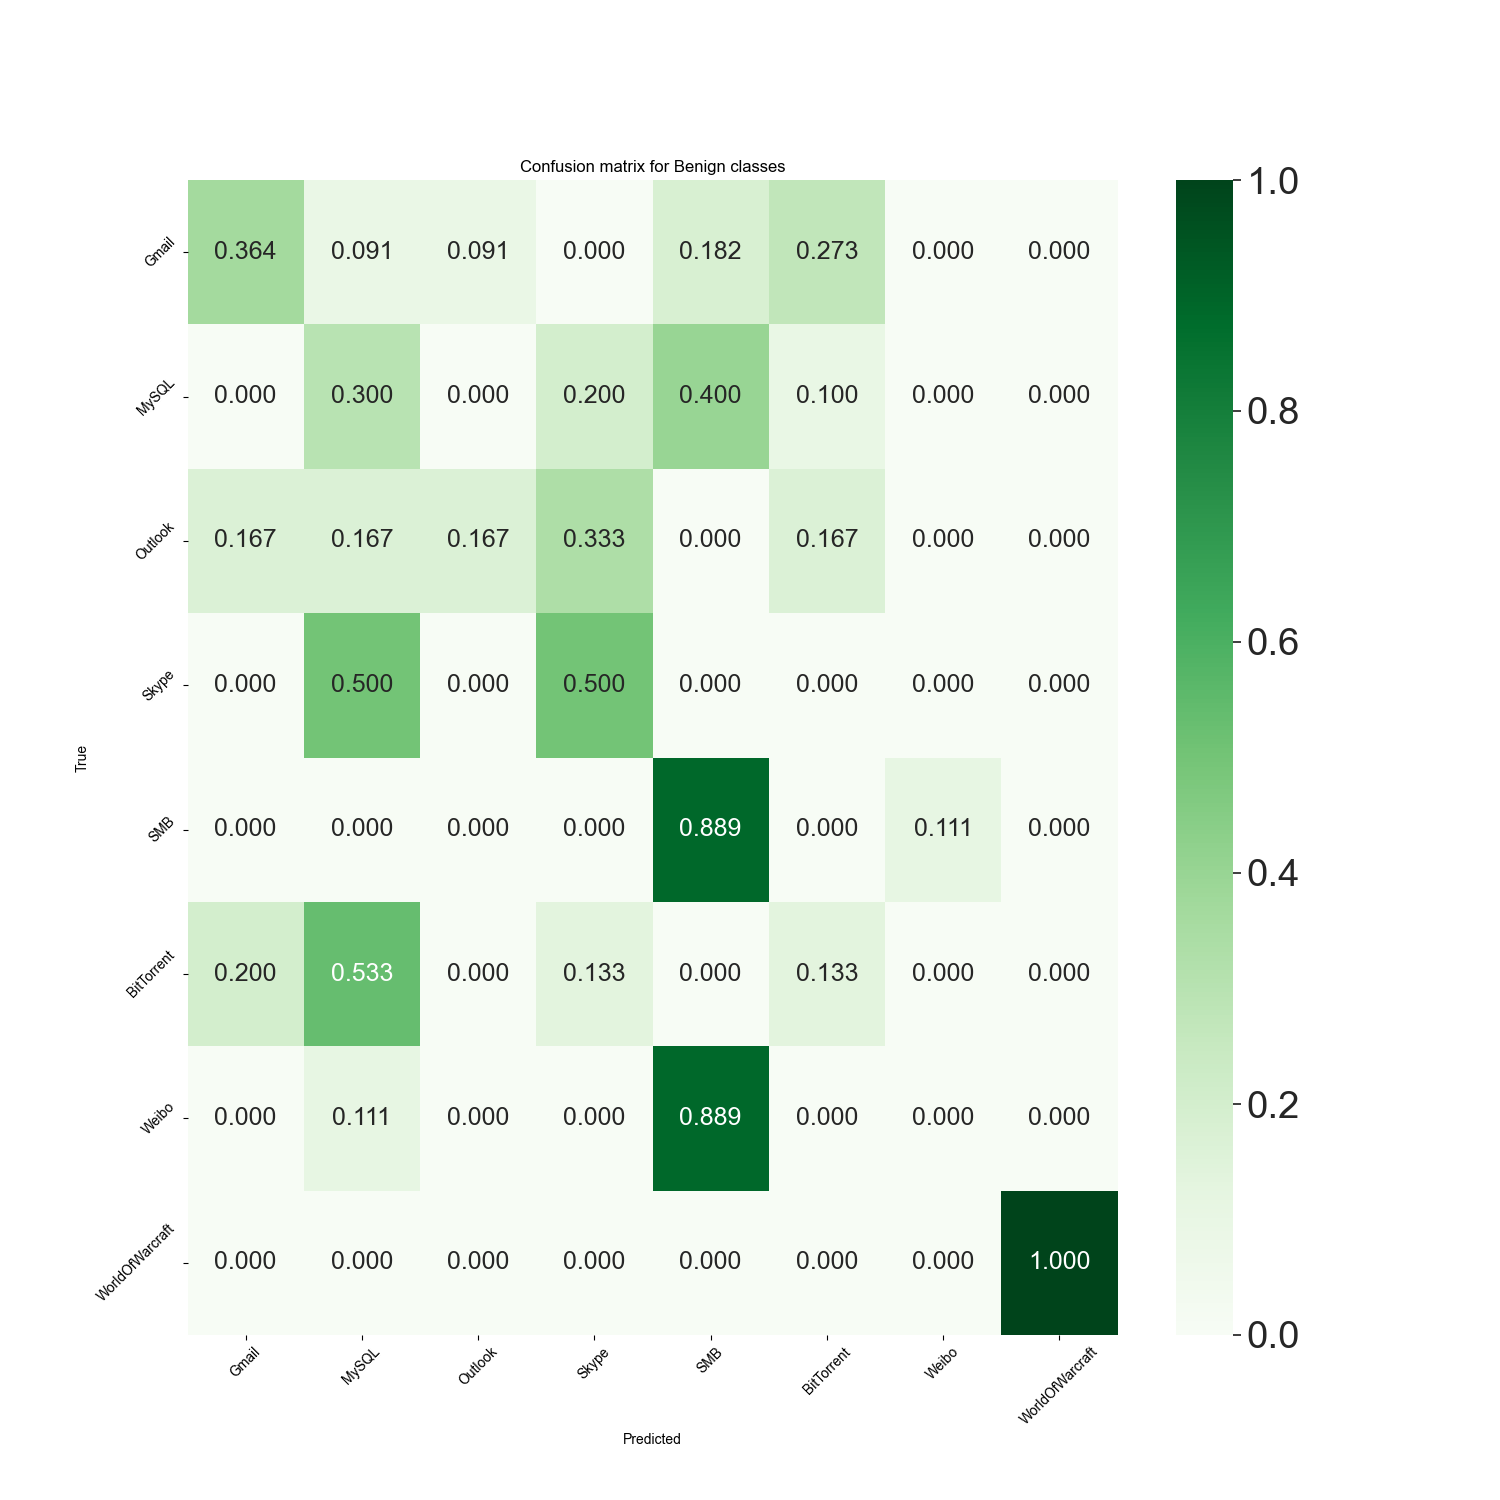 Confusion matrix for Benign classes
Gmail 0.364 0.091 0.091 0.000 0.182 0.273 0.000 0.000
MySQL 0.000 0.300 0.000 0.200 0.400 0.100 0.000 0.000
Outlook 0.167 0.167 0.167 0.333 0.000 0.167 0.000 0.000
Skype 0.000 0.500 0.000 0.500 0.000 0.000 0.000 0.000
True
SMB 0.000 0.000 0.000 0.000 0.889 0.000 0.111 0.000
BitTorrent 0.200 0.533 0.000 0.133 0.000 0.133 0.000 0.000
Weibo 0.000 0.111 0.000 0.000 0.889 0.000 0.000 0.000
WorldOfWarcraft 0.000 0.000 0.000 0.000 0.000 0.000 0.000 1.000
Gmail MySQL Outlook Skype SMB BitTorrent Weibo WorldOfWarcraft
Predicted
1.0
0.8
0.6
0.4
0.2
0.0